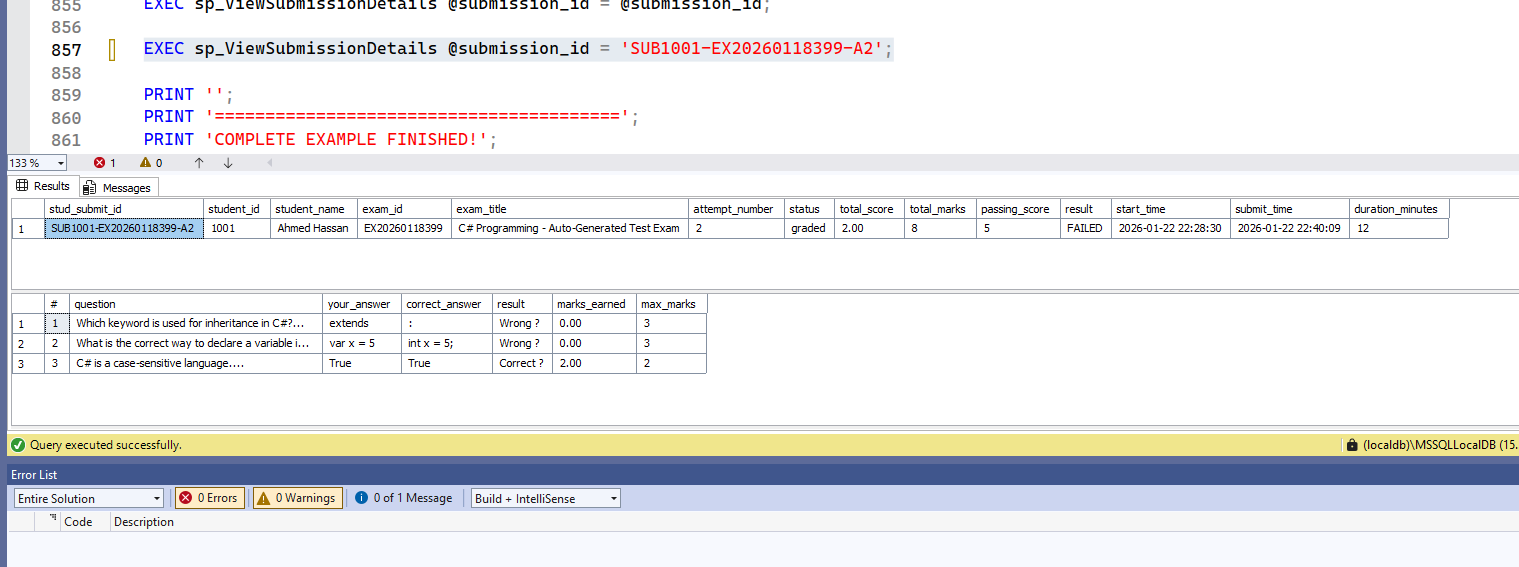 855 EXEC sp_ViewSubmissionDetails @submission_id = @submission_id;
856
857 EXEC sp_ViewSubmissionDetails @submission_id = 'SUB1001-EX20260118399-A2';
858
859 PRINT '';
860 PRINT '========================================';
861 PRINT 'COMPLETE EXAMPLE FINISHED!';
133 % 1 0
Results Messages
stud_submit_id student_id student_name exam_id exam_title attempt_number status total_score total_marks passing_score result start_time submit_time duration_minutes
1 SUB1001-EX20260118399-A2 1001 Ahmed Hassan EX20260118399 C# Programming - Auto-Generated Test Exam 2 graded 2.00 8 5 FAILED 2026-01-22 22:28:30 2026-01-22 22:40:09 12
# question your_answer correct_answer result marks_earned max_marks
1 1 Which keyword is used for inheritance in C#?... extends : Wrong ? 0.00 3
2 2 What is the correct way to declare a variable i... var x = 5 int x = 5; Wrong ? 0.00 3
3 3 C# is a case-sensitive language.... True True Correct ? 2.00 2
Query executed successfully. (localdb)\MSSQLLocalDB (15.
Error List
Entire Solution 0 Errors 0 Warnings 0 of 1 Message Build + IntelliSense
Code Description